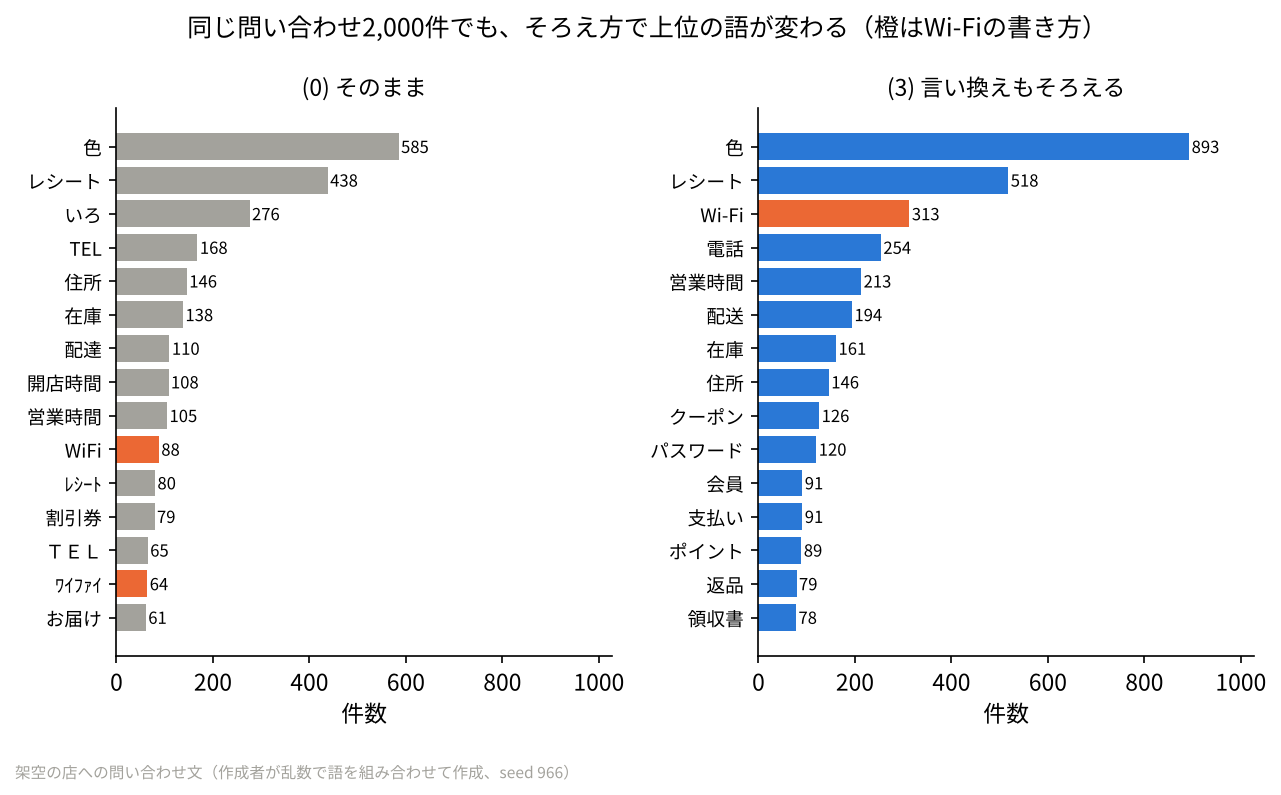 同じ問い合わせ2,000件でも、そろえ方で上位の語が変わる（橙はWi-Fiの書き方）
(0) そのまま
色 585
レシート 438
いろ 276
TEL 168
住所 146
在庫 138
配達 110
開店時間 108
営業時間 105
WiFi 88
ﾚｼｰﾄ 80
割引券 79
ＴＥＬ 65
ﾜｲﾌｧｲ 64
お届け 61
0 200 400 600 800 1000
件数
(3) 言い換えもそろえる
色 893
レシート 518
Wi-Fi 313
電話 254
営業時間 213
配送 194
在庫 161
住所 146
クーポン 126
パスワード 120
会員 91
支払い 91
ポイント 89
返品 79
領収書 78
0 200 400 600 800 1000
件数
架空の店への問い合わせ文（作成者が乱数で語を組み合わせて作成、seed 966）